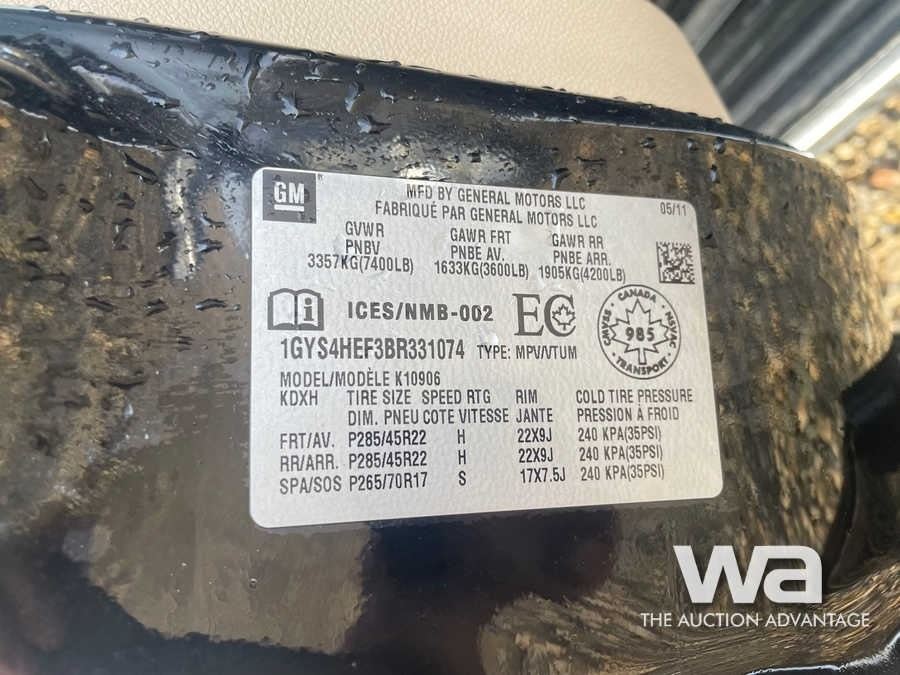 GM
MFD BY GENERAL MOTORS LLC
FABRIQUÉ PAR GENERAL MOTORS LLC
05/11
GVWR GAWR FRT GAWR RR
PNBV PNBE AV. PNBE ARR.
3357KG(7400LB) 1633KG(3600LB) 1905KG(4200LB)
ICES/NMB-002 EC
CANADA
CMVSS NSVAC
985
TRANSPORT
1GYS4HEF3BR331074 TYPE: MPV/VTUM
MODEL/MODÈLE K10906
KDXH TIRE SIZE SPEED RTG RIM COLD TIRE PRESSURE
DIM. PNEU COTE VITESSE JANTE PRESSION À FROID
FRT/AV. P285/45R22 H 22X9J 240 KPA(35PSI)
RR/ARR. P285/45R22 H 22X9J 240 KPA(35PSI)
SPA/SOS P265/70R17 S 17X7.5J 240 KPA(35PSI)
wa
THE AUCTION ADVANTAGE